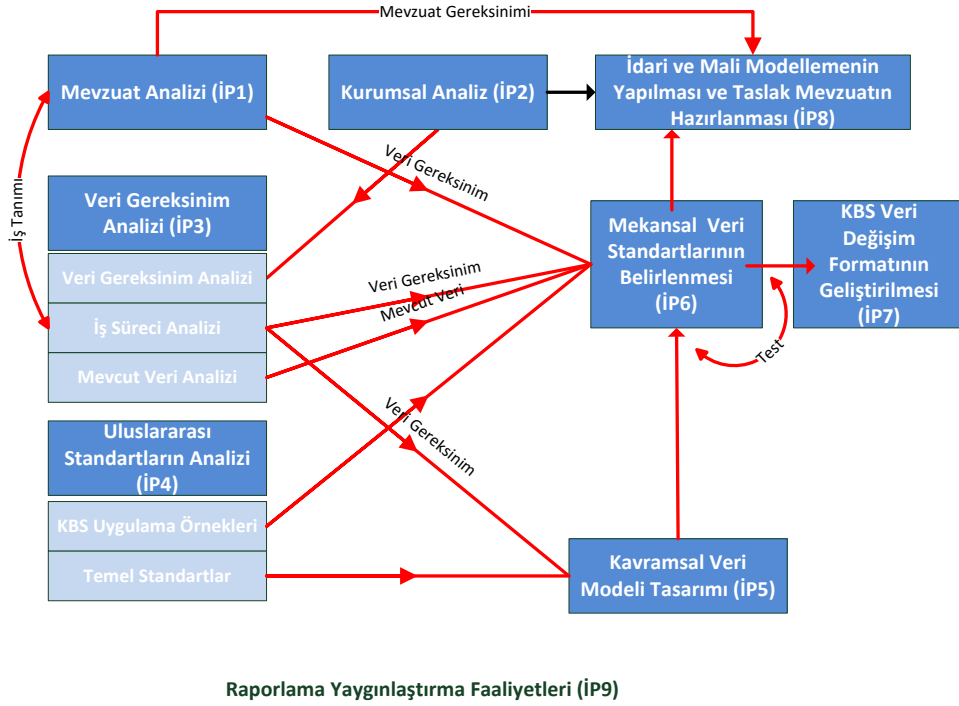 Mevzuat Gereksinimi
Mevzuat Analizi (İP1)
Kurumsal Analiz (İP2)
İdari ve Mali Modellemenin
Yapılması ve Taslak Mevzuatın
Hazırlanması (İP8)
Veri Gereksinim
İş Tanımı
Veri Gereksinim
Analizi (İP3)
Veri Gereksinim Analizi
İş Süreci Analizi
Mevcut Veri Analizi
Veri Gereksinim
Mevcut Veri
Mekansal Veri
Standartlarının
Belirlenmesi
(İP6)
KBS Veri
Değişim
Formatının
Geliştirilmesi
(İP7)
Test
Veri Gereksinim
Uluslararası
Standartların Analizi
(İP4)
KBS Uygulama Örnekleri
Temel Standartlar
Kavramsal Veri
Modeli Tasarımı (İP5)
Raporlama Yaygınlaştırma Faaliyetleri (İP9)